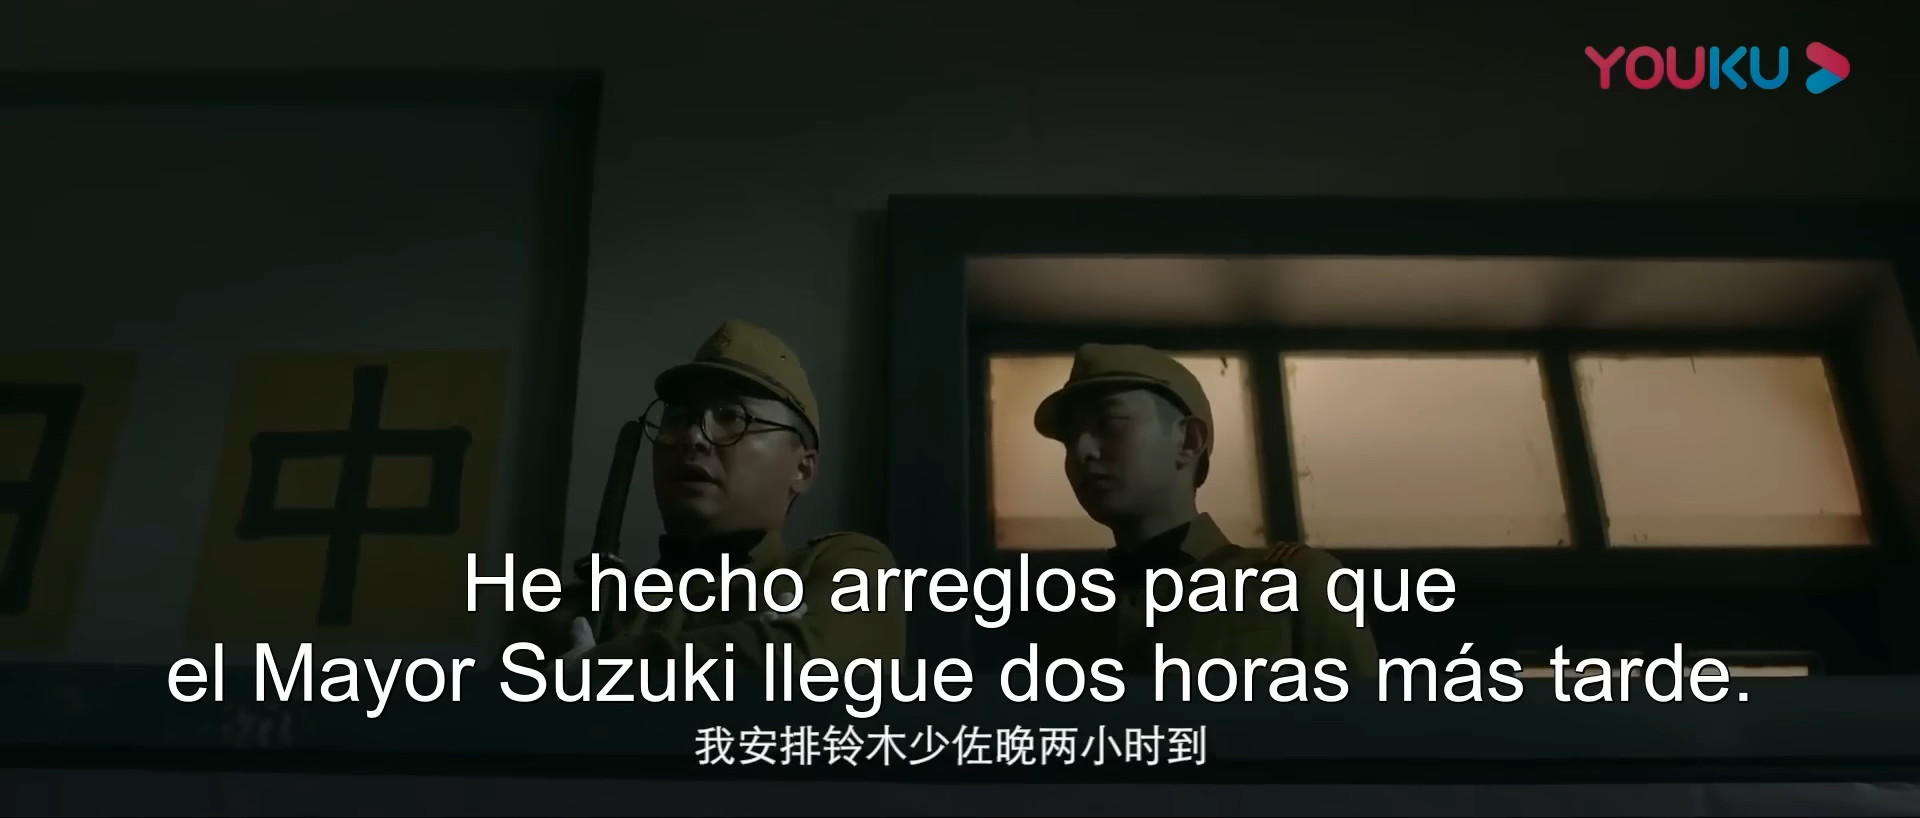 YOUKU
中
He hecho arreglos para que
el Mayor Suzuki llegue dos horas más tarde.
我安排铃木少佐晚两小时到